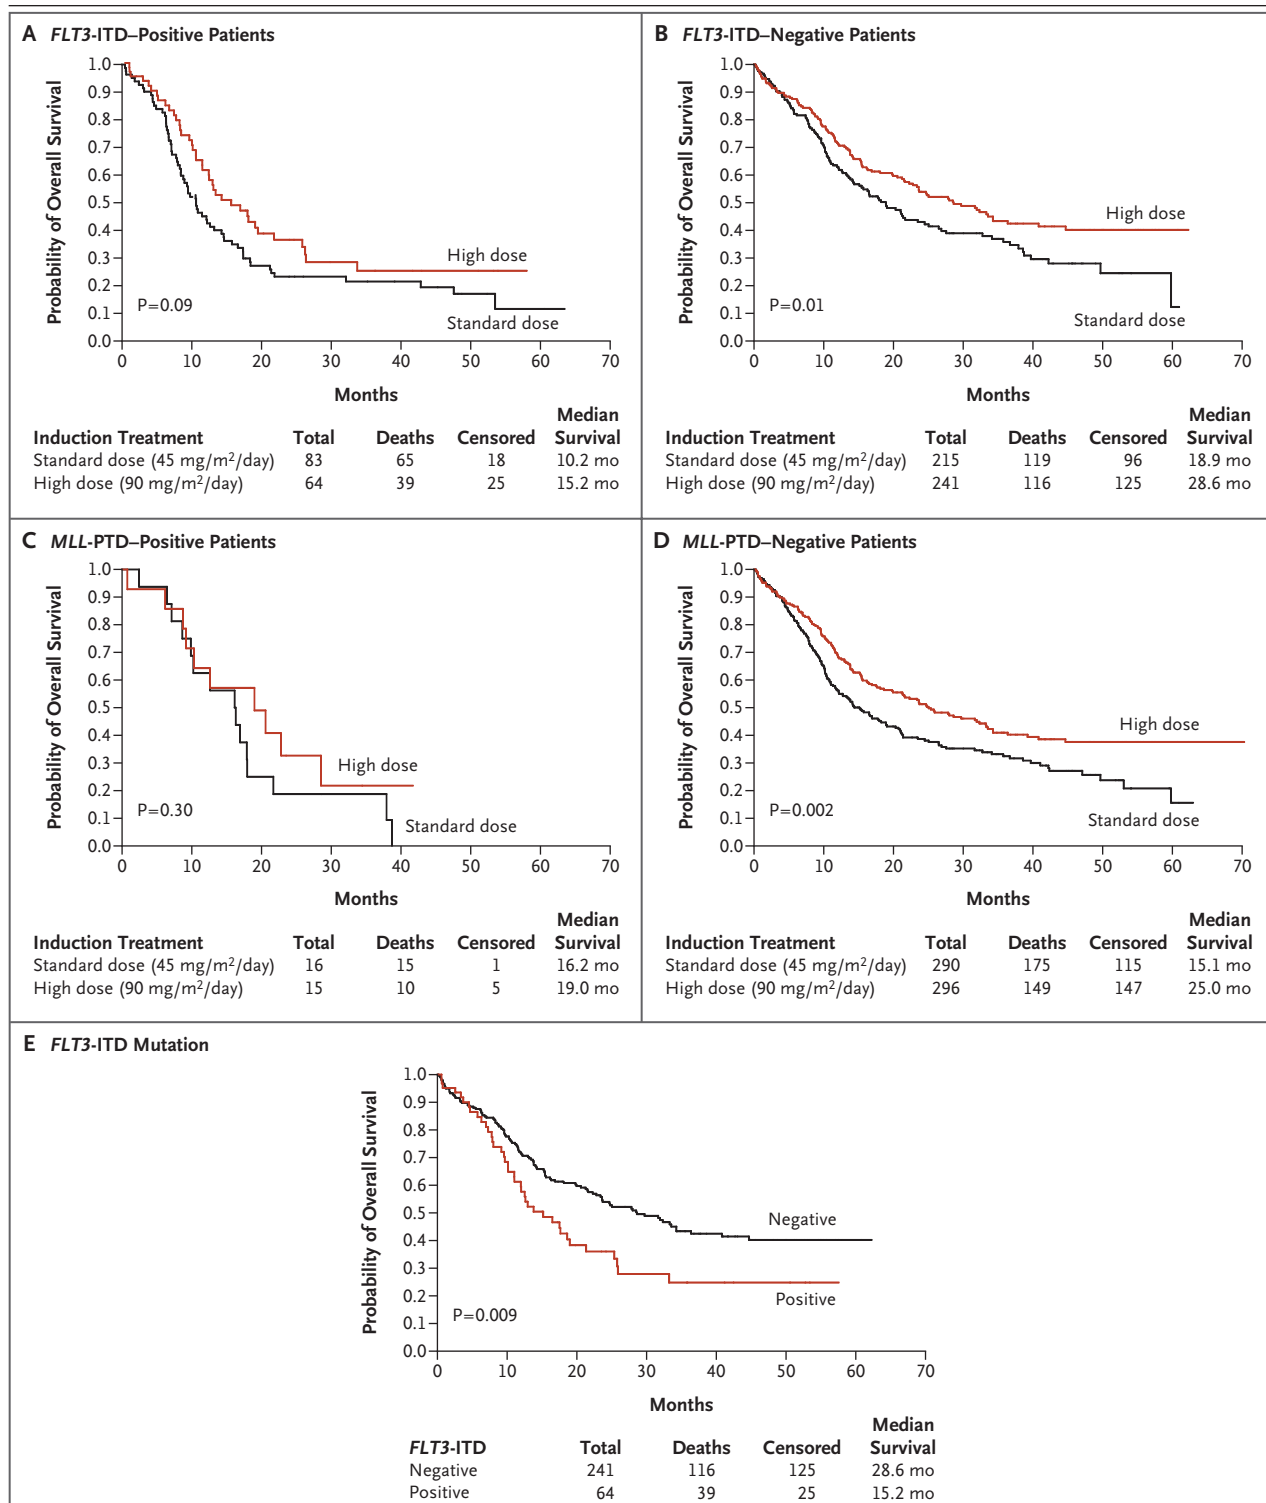 A FLT3-ITD–Positive Patients
Probability of Overall Survival
1.0
0.9
0.8
0.7
0.6
0.5
0.4
0.3
0.2
0.1
0.0
High dose
P=0.09
Standard dose
0 10 20 30 40 50 60 70
Months
Median
Induction Treatment Total Deaths Censored Survival
Standard dose (45 mg/m²/day) 83 65 18 10.2 mo
High dose (90 mg/m²/day) 64 39 25 15.2 mo
B FLT3-ITD–Negative Patients
Probability of Overall Survival
1.0
0.9
0.8
0.7
0.6
0.5
0.4
0.3
0.2
0.1
0.0
High dose
P=0.01
Standard dose
0 10 20 30 40 50 60 70
Months
Median
Induction Treatment Total Deaths Censored Survival
Standard dose (45 mg/m²/day) 215 119 96 18.9 mo
High dose (90 mg/m²/day) 241 116 125 28.6 mo
C MLL-PTD–Positive Patients
Probability of Overall Survival
1.0
0.9
0.8
0.7
0.6
0.5
0.4
0.3
0.2
0.1
0.0
High dose
P=0.30
Standard dose
0 10 20 30 40 50 60 70
Months
Median
Induction Treatment Total Deaths Censored Survival
Standard dose (45 mg/m²/day) 16 15 1 16.2 mo
High dose (90 mg/m²/day) 15 10 5 19.0 mo
D MLL-PTD–Negative Patients
Probability of Overall Survival
1.0
0.9
0.8
0.7
0.6
0.5
0.4
0.3
0.2
0.1
0.0
High dose
P=0.002
Standard dose
0 10 20 30 40 50 60 70
Months
Median
Induction Treatment Total Deaths Censored Survival
Standard dose (45 mg/m²/day) 290 175 115 15.1 mo
High dose (90 mg/m²/day) 296 149 147 25.0 mo
E FLT3-ITD Mutation
Probability of Overall Survival
1.0
0.9
0.8
0.7
0.6
0.5
0.4
0.3
0.2
0.1
0.0
Negative
Positive
P=0.009
0 10 20 30 40 50 60 70
Months
Median
FLT3-ITD Total Deaths Censored Survival
Negative 241 116 125 28.6 mo
Positive 64 39 25 15.2 mo